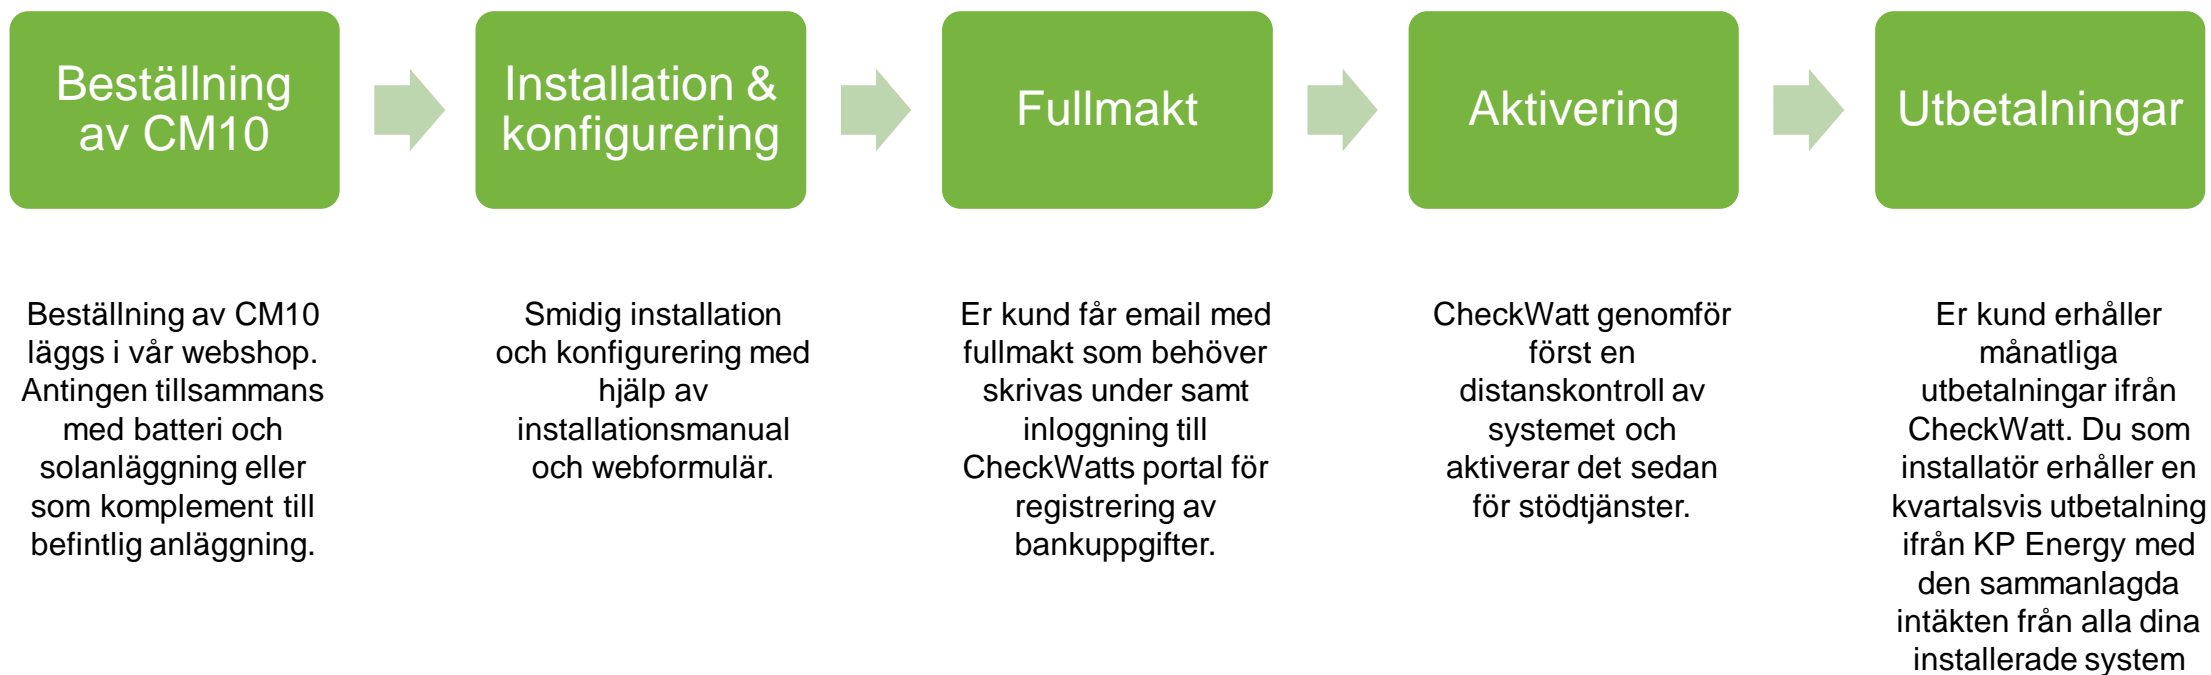 Beställning
av CM10
Installation &
konfigurering
Fullmakt
Aktivering
Utbetalningar
Beställning av CM10
läggs i vår webshop.
Antingen tillsammans
med batteri och
solanläggning eller
som komplement till
befintlig anläggning.
Smidig installation
och konfigurering med
hjälp av
installationsmanual
och webformulär.
Er kund får email med
fullmakt som behöver
skrivas under samt
inloggning till
CheckWatts portal för
registrering av
bankuppgifter.
CheckWatt genomför
först en
distanskontroll av
systemet och
aktiverar det sedan
för stödtjänster.
Er kund erhåller
månatliga
utbetalningar ifrån
CheckWatt. Du som
installatör erhåller en
kvartalsvis utbetalning
ifrån KP Energy med
den sammanlagda
intäkten från alla dina
installerade system